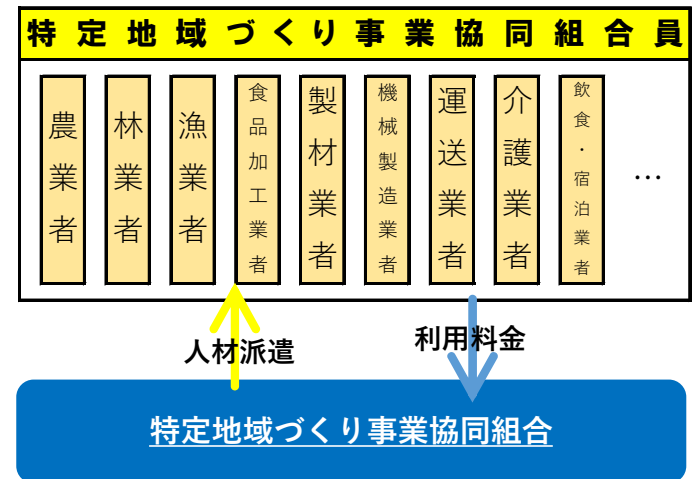 特定地域づくり事業協同組合員
農業者
林業者
漁業者
食品加工業者
製材業者
機械製造業者
運送業者
介護業者
飲食・宿泊業者
…
人材派遣
利用料金
特定地域づくり事業協同組合